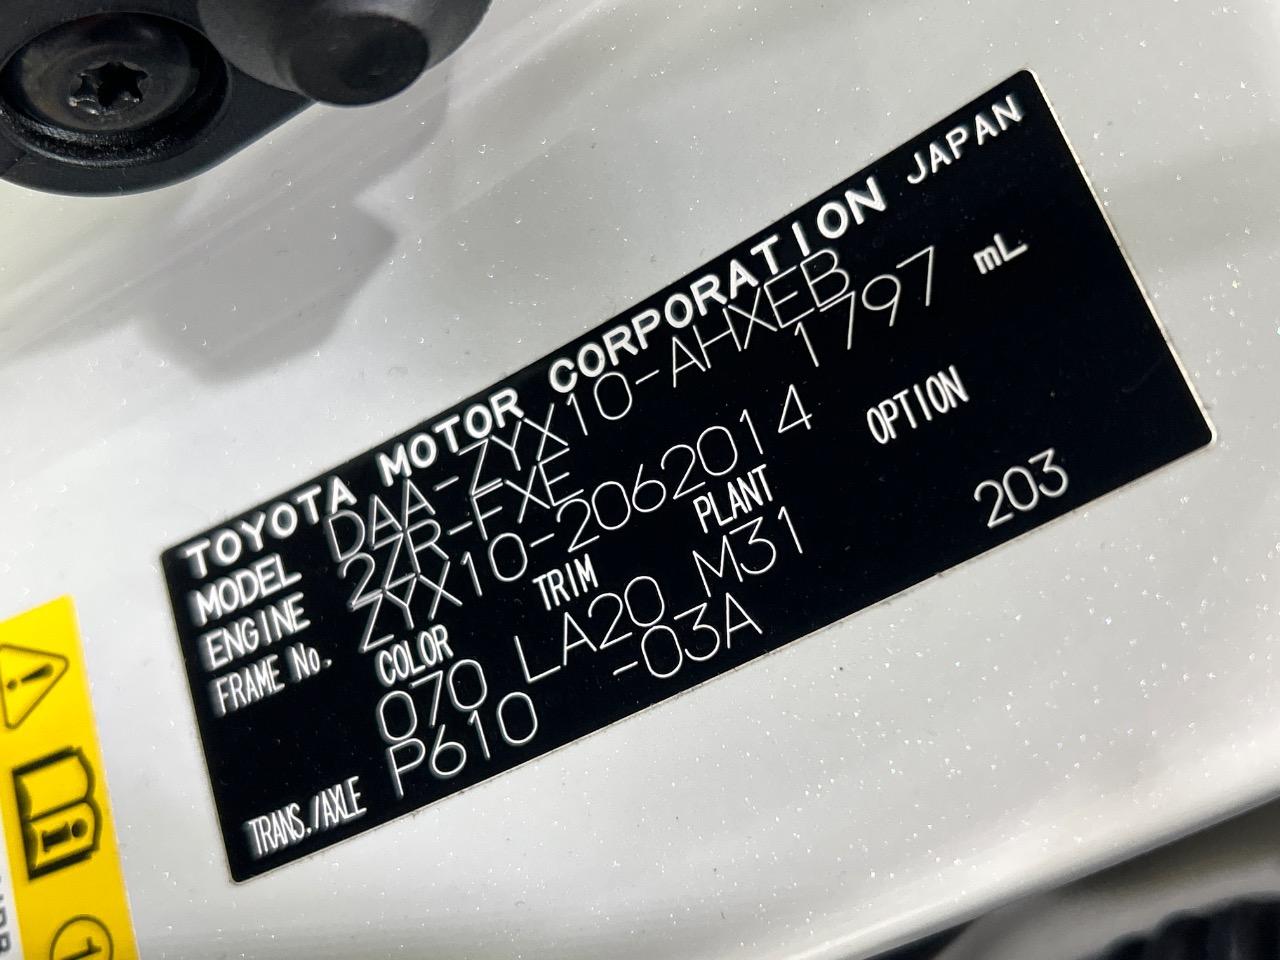 TOYOTA MOTOR CORPORATION JAPAN
MODEL DAA-ZYX10-AHXEB
ENGINE 2ZR-FXE 1797 mL
FRAME No. ZYX10-2062014
COLOR TRIM PLANT OPTION
070 LA20 M31 203
TRANS./AXLE P610 -03A